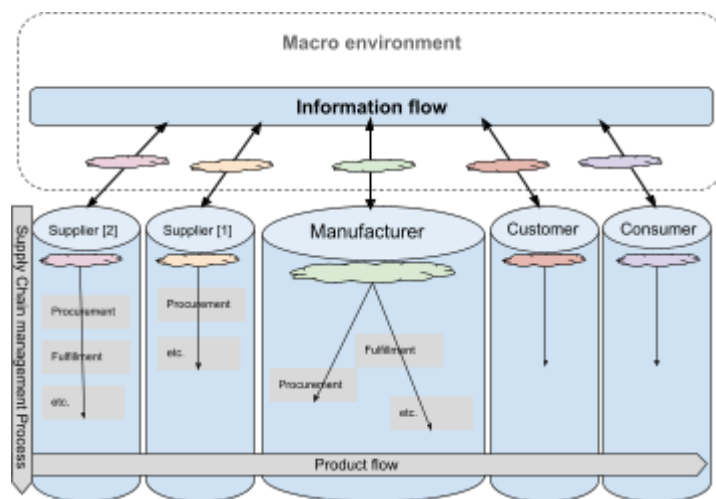 Macro environment
Information flow
Supplier [2]
Supplier [1]
Manufacturer
Customer
Consumer
Supply Chain management Process
Procurement
Fulfillment
etc.
Procurement
etc.
Fulfillment
Procurement
etc.
Product flow